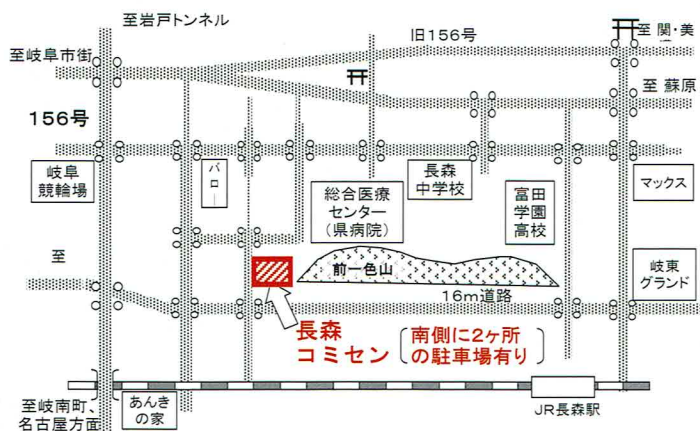 至岩戸トンネル
旧156号
至 関・美
至岐阜市街
至 蘇原
156号
岐阜
競輪場
バ
ロ
ー
総合医療
センター
(県病院)
長森
中学校
富田
学園
高校
マックス
至
前一色山
岐東
グランド
16m道路
長森
コミセン
南側に2ヶ所
の駐車場有り
至岐南町、
名古屋方面
あんき
の家
JR長森駅